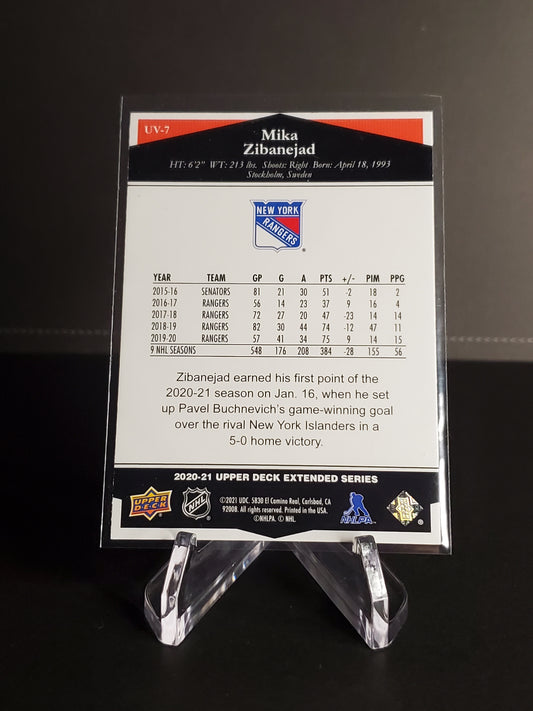 UV-7
Mika
Zibanejad
HT: 6'2" WT: 213 lbs. Shoots: Right Born: April 18, 1993
Stockholm, Sweden
NEW YORK
RANGERS
YEAR TEAM GP G A PTS +/- PIM PPG
2015-16 SENATORS 81 21 30 51 -2 18 2
2016-17 RANGERS 56 14 23 37 9 16 4
2017-18 RANGERS 72 27 20 47 -23 14 14
2018-19 RANGERS 82 30 44 74 -12 47 11
2019-20 RANGERS 57 41 34 75 9 14 15
9 NHL SEASONS 548 176 208 384 -28 155 56
Zibanejad earned his first point of the
2020-21 season on Jan. 16, when he set
up Pavel Buchnevich's game-winning goal
over the rival New York Islanders in a
5-0 home victory.
2020-21 UPPER DECK EXTENDED SERIES
UPPER DECK
NHL
©2021 UDC. 5830 El Camino Real, Carlsbad, CA
92008. All rights reserved. Printed in the USA.
©NHLPA. © NHL.
NHLPA